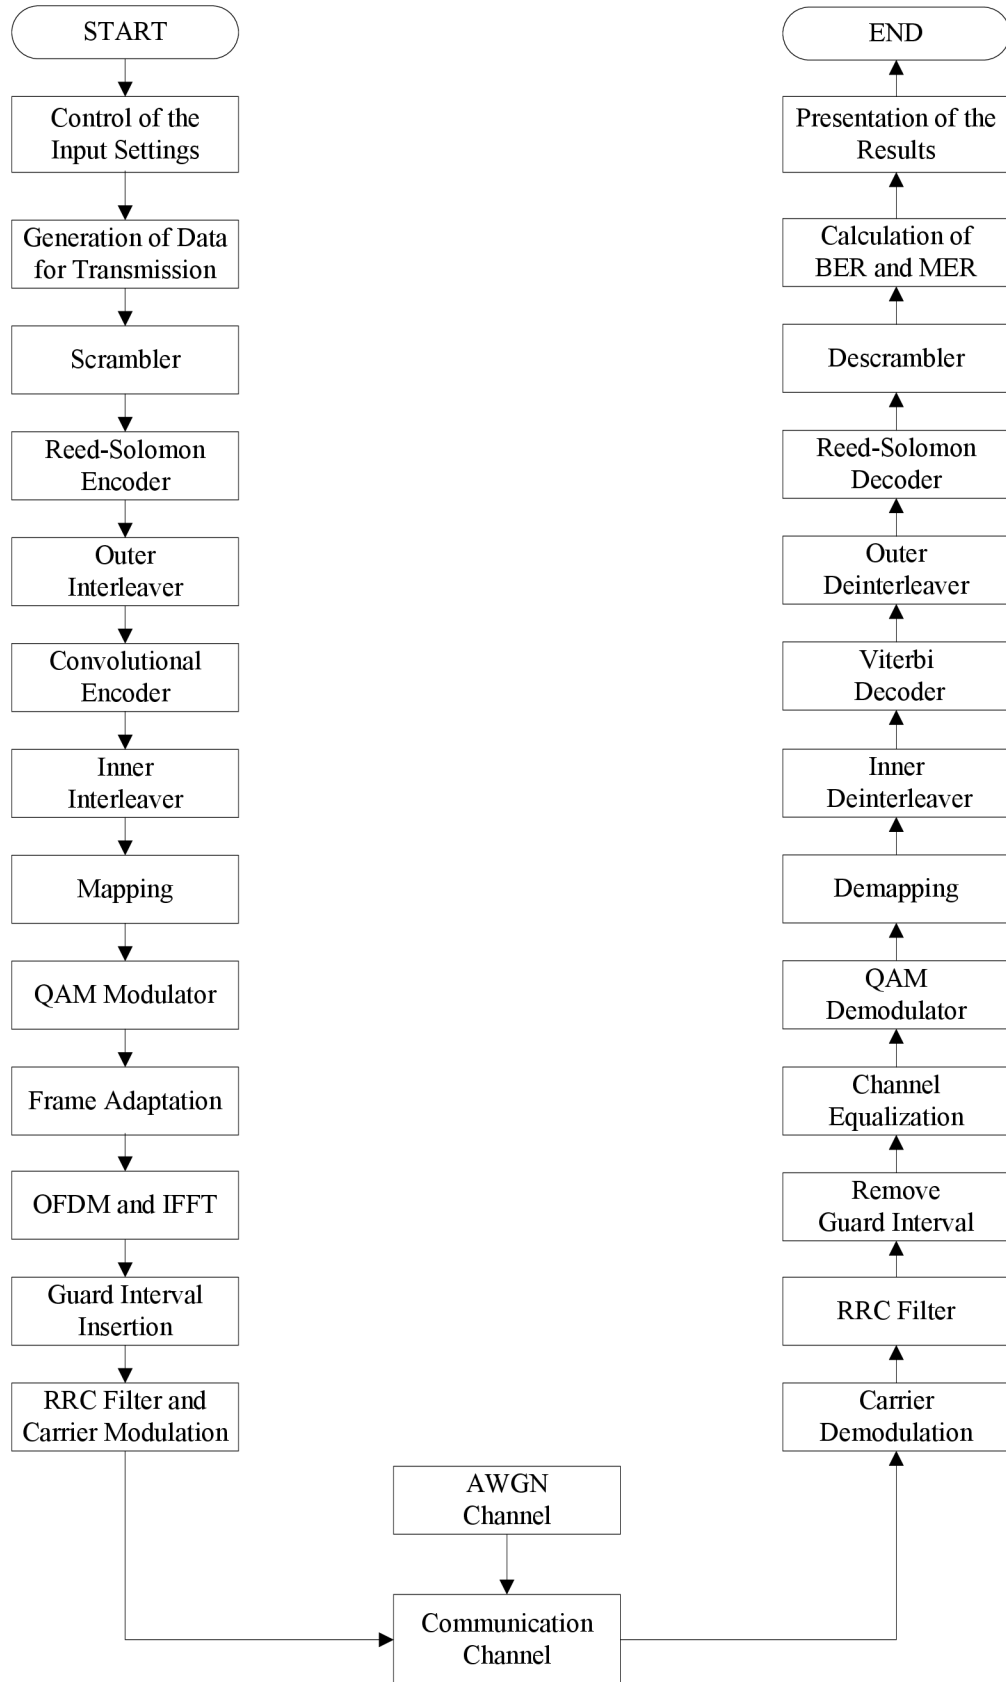 START
Control of the
Input Settings
Generation of Data
for Transmission
Scrambler
Reed-Solomon
Encoder
Outer
Interleaver
Convolutional
Encoder
Inner
Interleaver
Mapping
QAM Modulator
Frame Adaptation
OFDM and IFFT
Guard Interval
Insertion
RRC Filter and
Carrier Modulation
AWGN
Channel
Communication
Channel
Carrier
Demodulation
RRC Filter
Remove
Guard Interval
Channel
Equalization
QAM
Demodulator
Demapping
Inner
Deinterleaver
Viterbi
Decoder
Outer
Deinterleaver
Reed-Solomon
Decoder
Descrambler
Calculation of
BER and MER
Presentation of the
Results
END